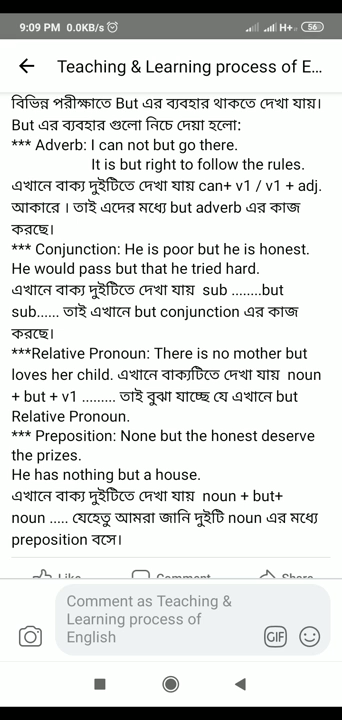 9:09 PM 0.0KB/s
H+ 56
Teaching & Learning process of E...
বিভিন্ন পরীক্ষাতে But এর ব্যবহার থাকতে দেখা যায়।
But এর ব্যবহার গুলো নিচে দেয়া হলো:
*** Adverb: I can not but go there.
It is but right to follow the rules.
এখানে বাক্য দুইটিতে দেখা যায় can+ v1 / v1 + adj.
আকারে । তাই এদের মধ্যে but adverb এর কাজ
করছে।
*** Conjunction: He is poor but he is honest.
He would pass but that he tried hard.
এখানে বাক্য দুইটিতে দেখা যায় sub ........but
sub...... তাই এখানে but conjunction এর কাজ
করছে।
***Relative Pronoun: There is no mother but
loves her child. এখানে বাক্যটিতে দেখা যায় noun
+ but + v1 ......... তাই বুঝা যাচ্ছে যে এখানে but
Relative Pronoun.
*** Preposition: None but the honest deserve
the prizes.
He has nothing but a house.
এখানে বাক্য দুইটিতে দেখা যায় noun + but+
noun ..... যেহেতু আমরা জানি দুইটি noun এর মধ্যে
preposition বসে।
Like Comment Share
Comment as Teaching &
Learning process of
English
GIF